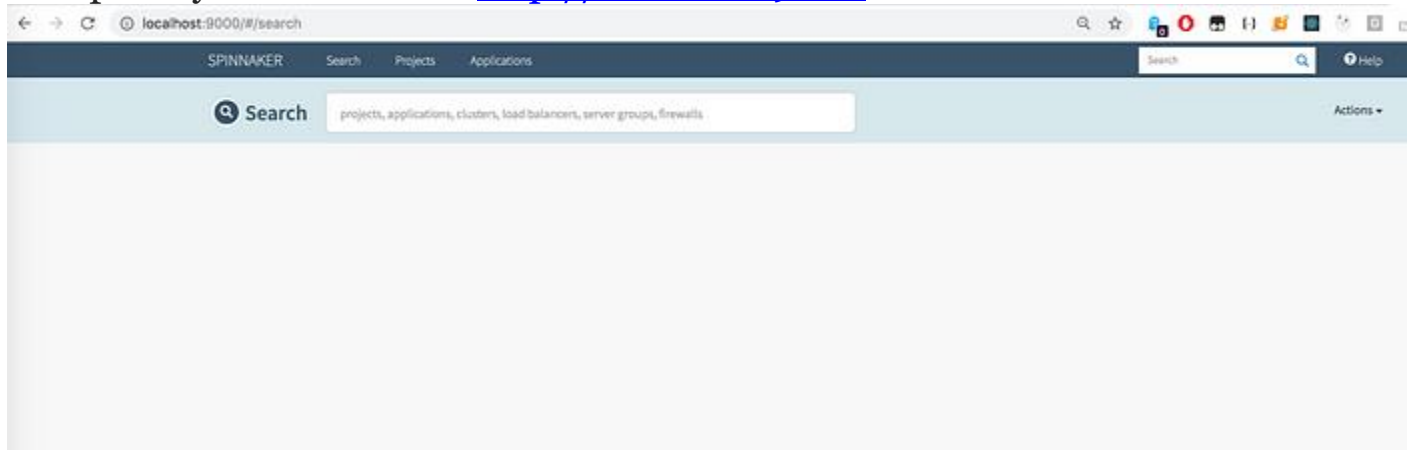 localhost:9000/#/search
SPINNAKER Search Projects Applications Search Help
Search projects, applications, clusters, load balancers, server groups, firewalls Actions